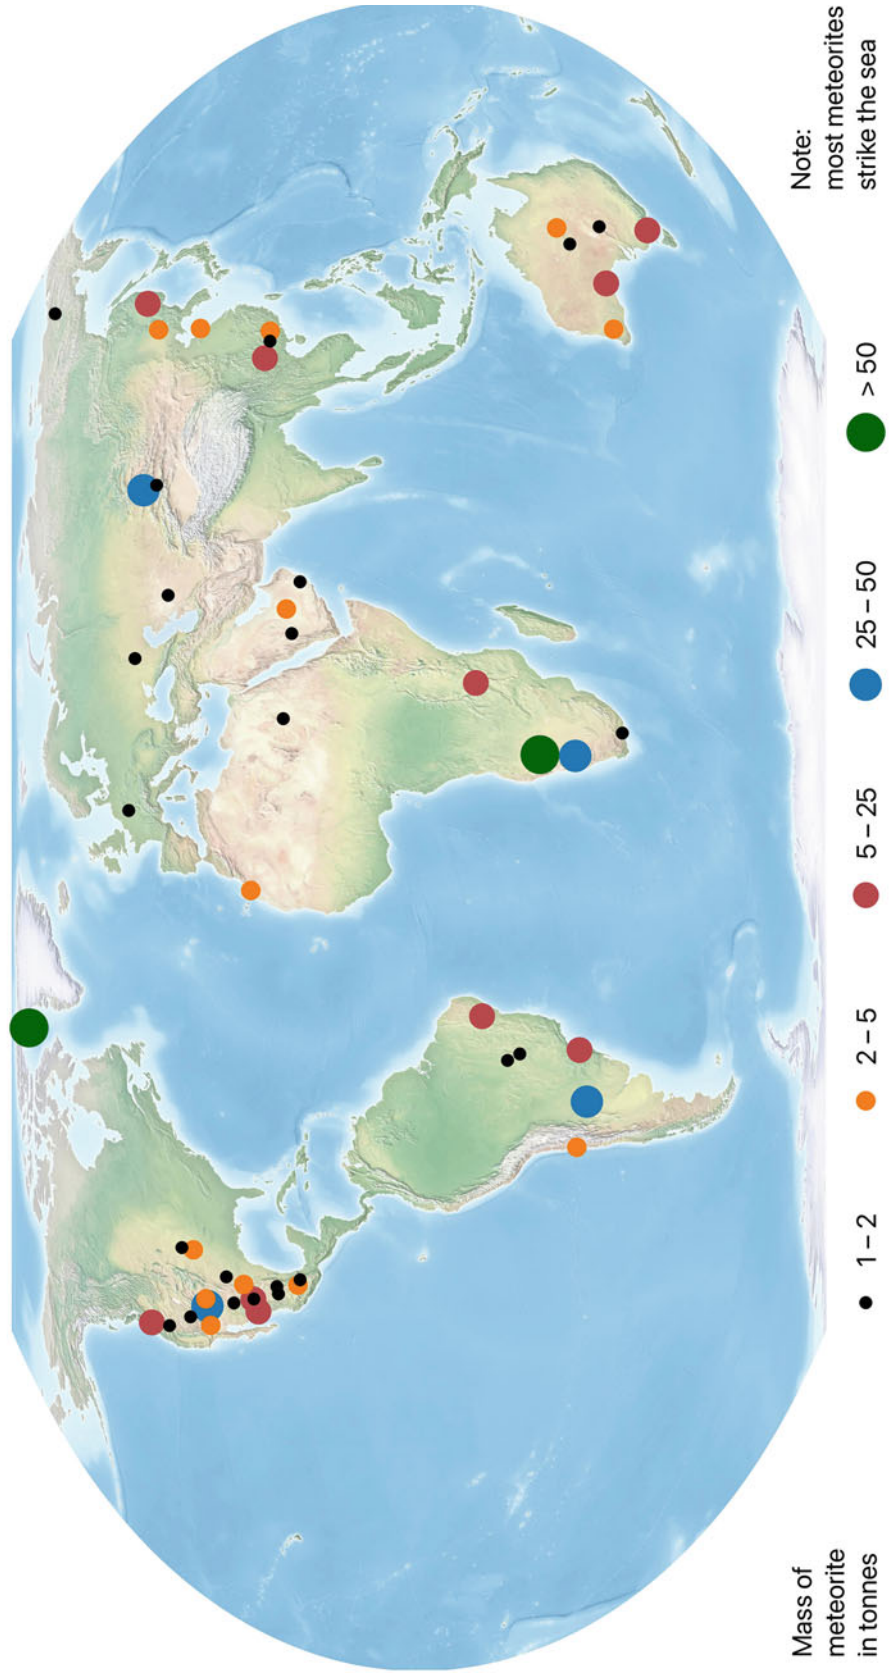 Mass of
meteorite
in tonnes
1 – 2
2 – 5
5 – 25
25 – 50
> 50
Note:
most meteorites
strike the sea